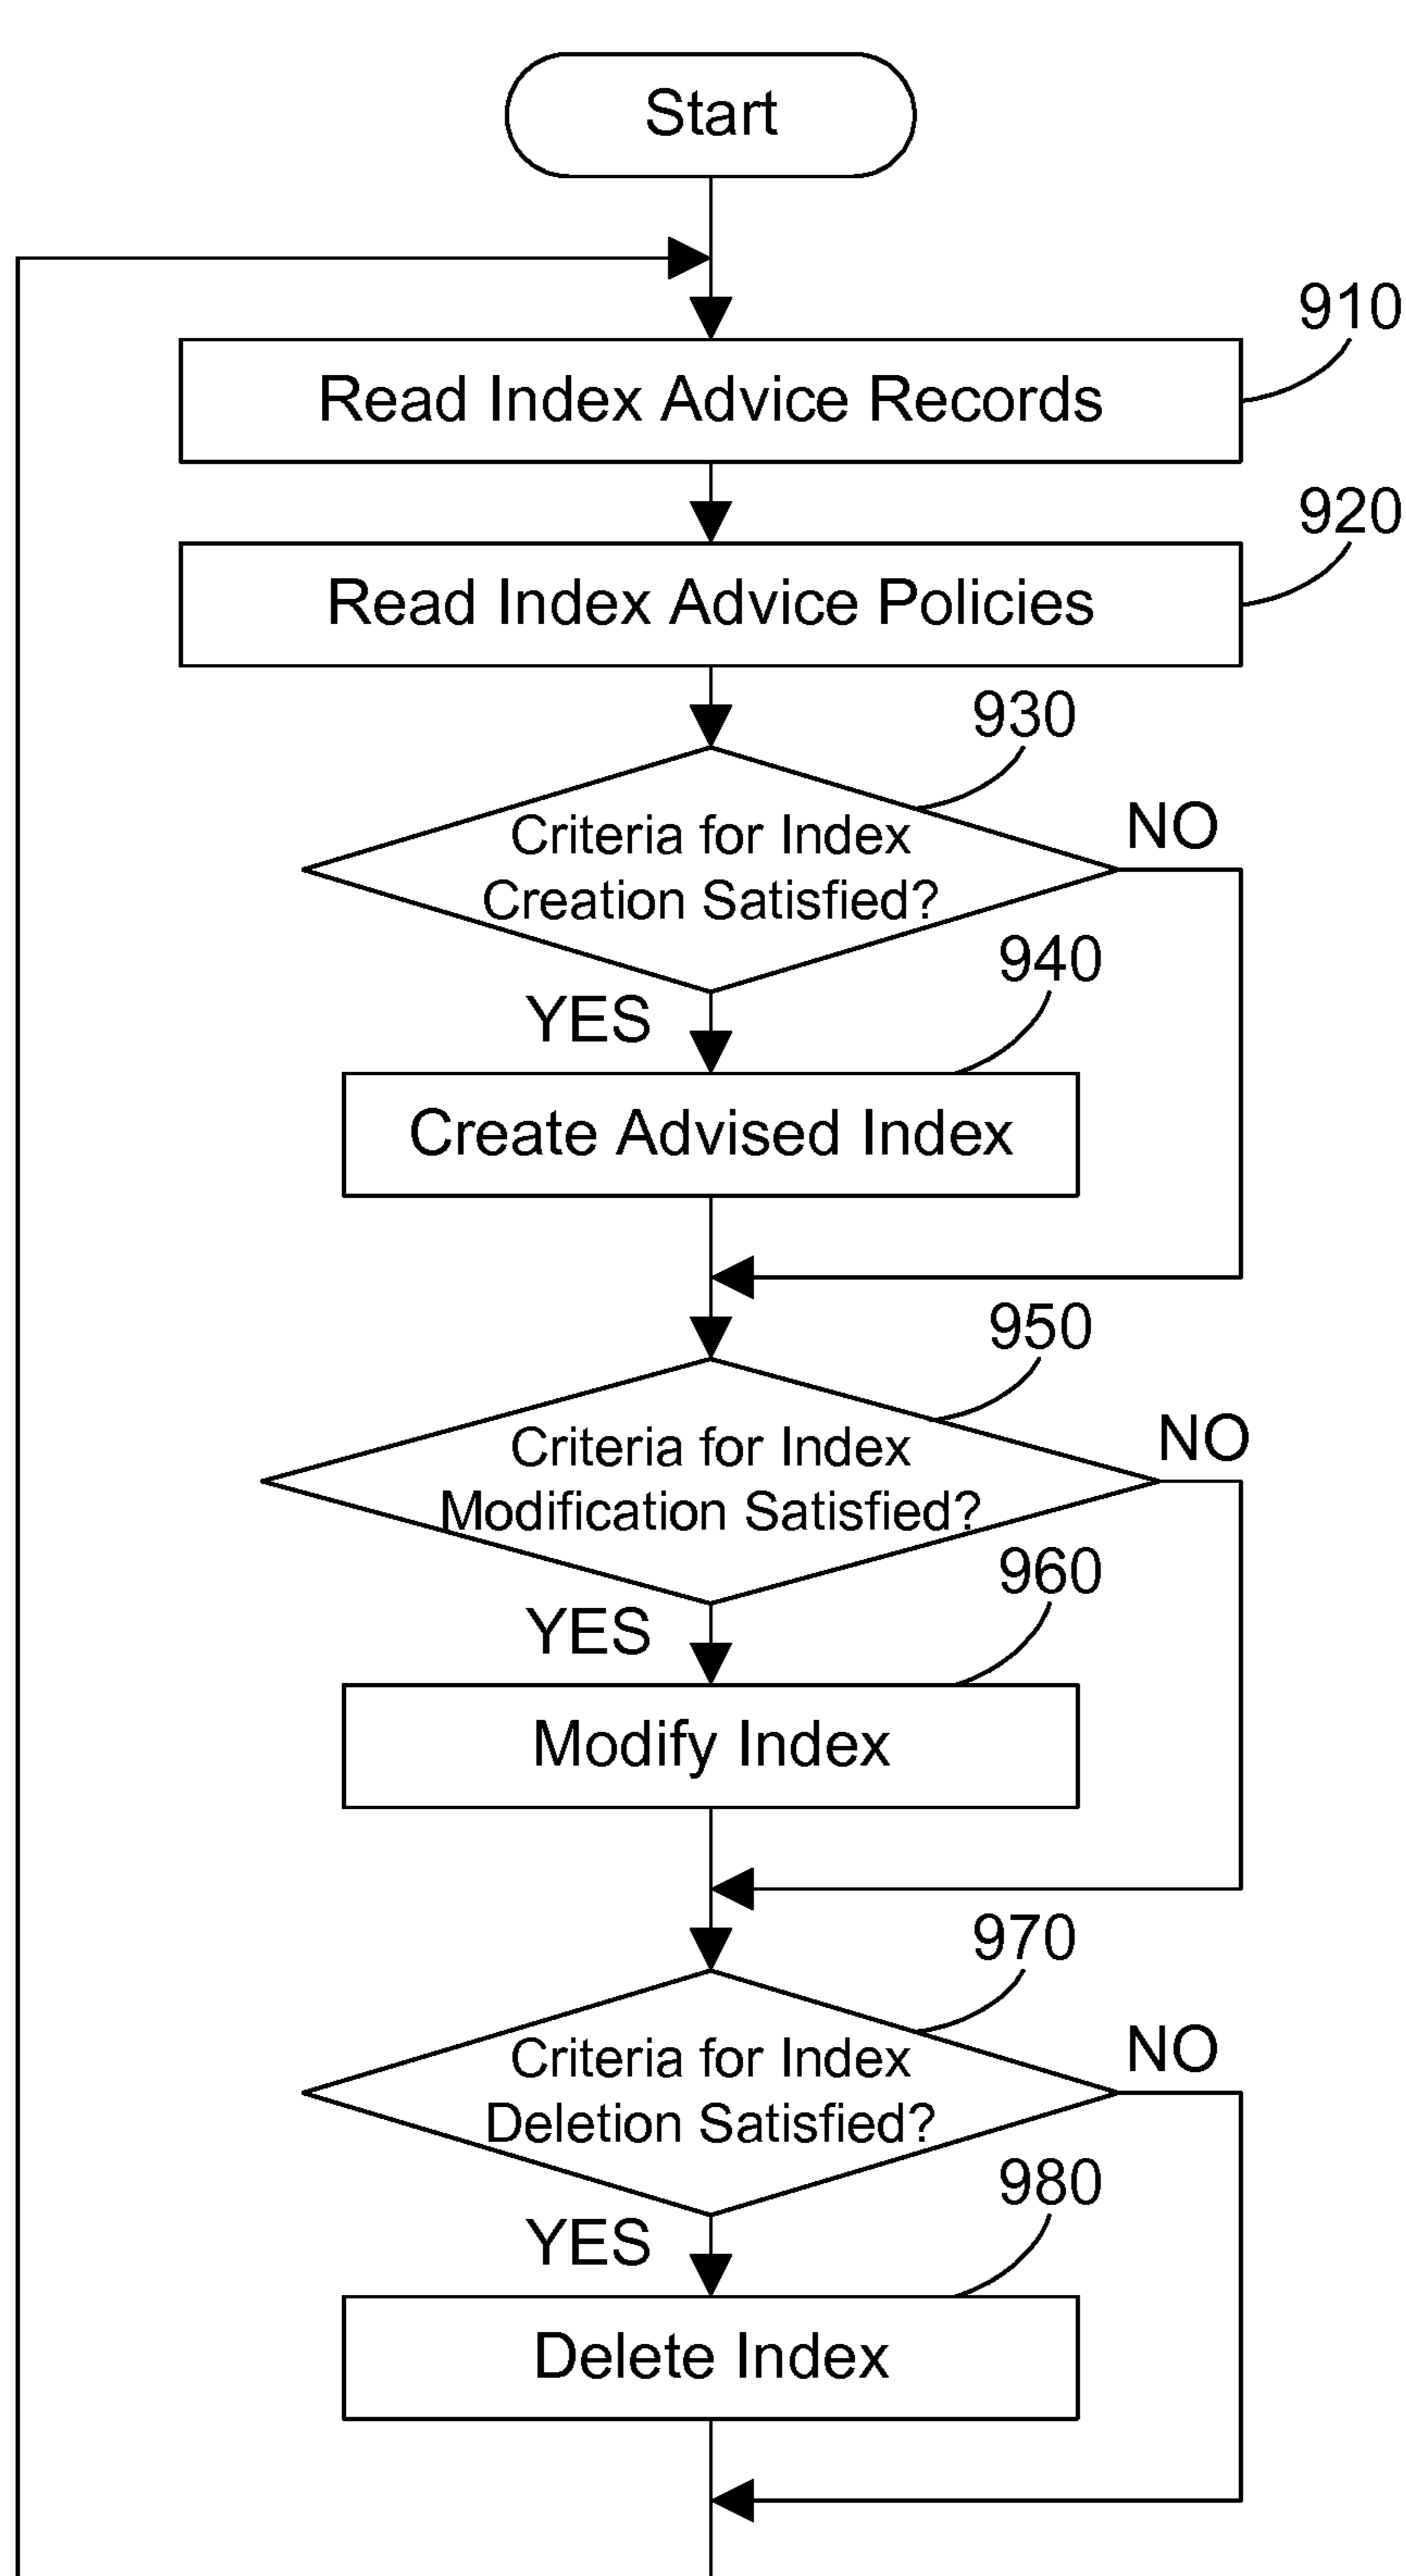 Start
910
Read Index Advice Records
920
Read Index Advice Policies
930
Criteria for Index
Creation Satisfied?
NO
940
YES
Create Advised Index
950
Criteria for Index
Modification Satisfied?
NO
960
YES
Modify Index
970
Criteria for Index
Deletion Satisfied?
NO
980
YES
Delete Index